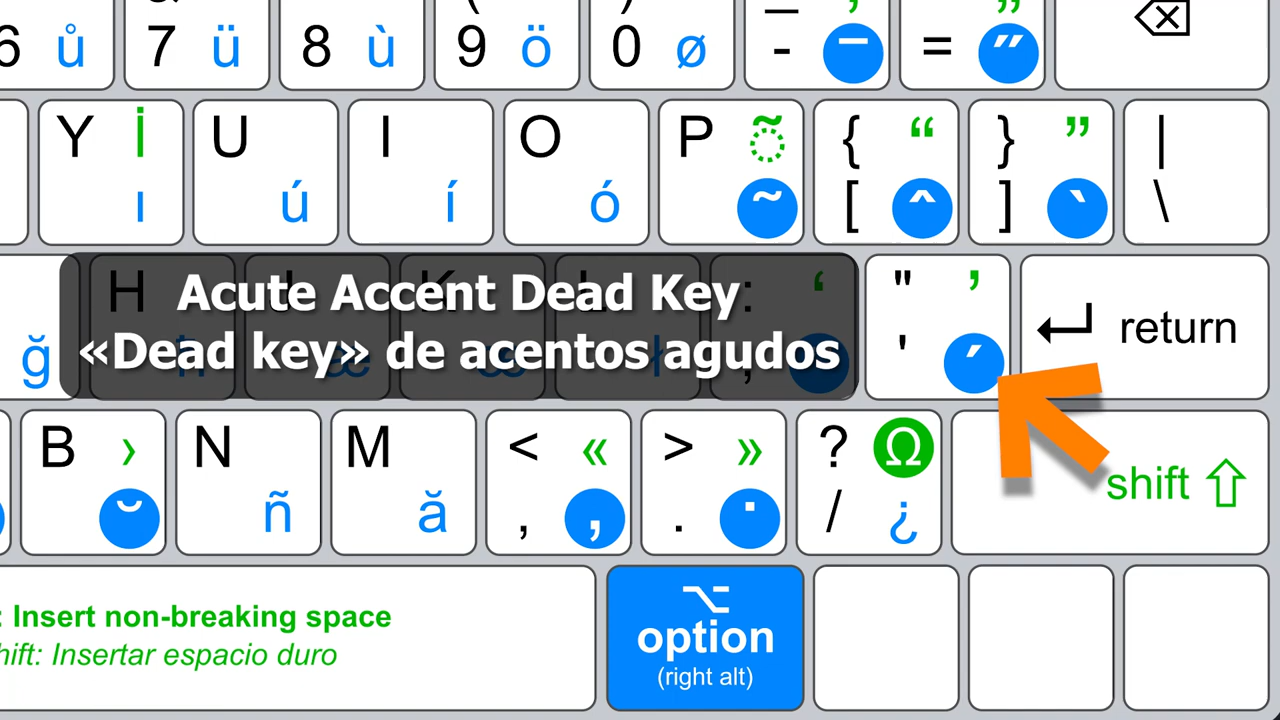 6 ů 7 ü 8 ù 9 ö 0 ø - ¯ = ˝
Y İ ı U ú I í O ó P õ ˜ { “ [ ˆ } ” ] ` | \
ğ H " ’ ' ´ return
Acute Accent Dead Key
«Dead key» de acentos agudos
B › ˘ N ñ M ă < « , , > » . ˙ ? Ω / ¿ shift
: Insert non-breaking space
hift: Insertar espacio duro
option
(right alt)